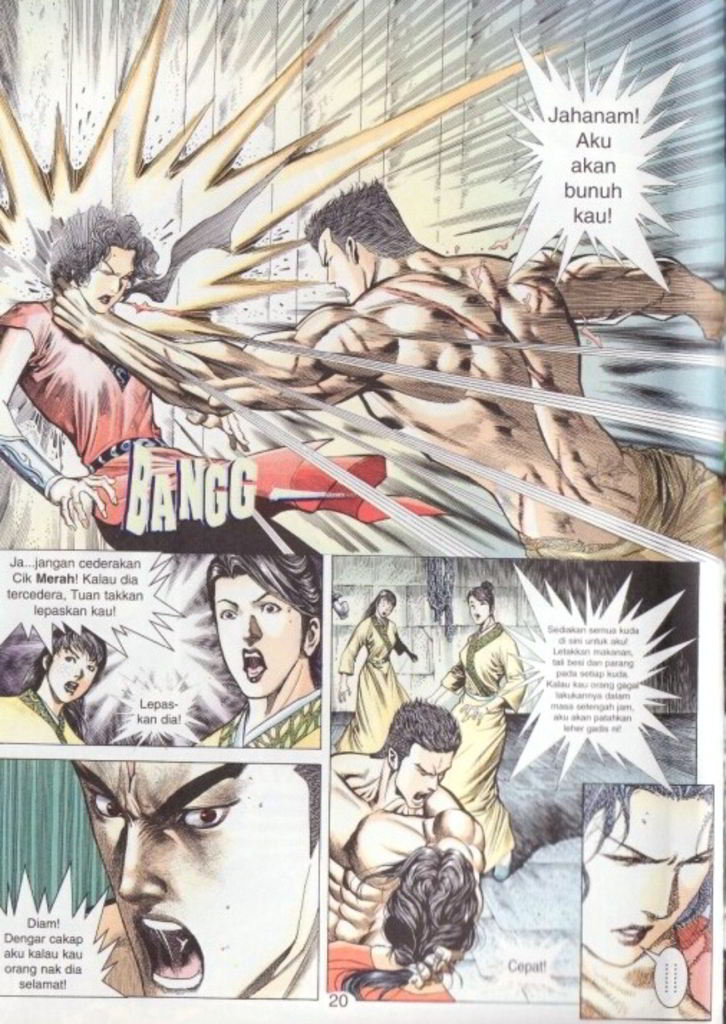 Jahanam!
Aku
akan
bunuh
kau!
BANGG
Ja...jangan cederakan
Cik Merah! Kalau dia
tercedera, Tuan takkan
lepaskan kau!
Lepas-
kan dia!
Sediakan semua kuda
di sini untuk aku!
Letakkan makanan,
tali besi dan parang
pada setiap kuda.
Kalau kau orang gagal
lakukannya dalam
masa setengah jam,
aku akan patahkan
leher gadis ni!
Diam!
Dengar cakap
aku kalau kau
orang nak dia
selamat!
Cepat!
......
20